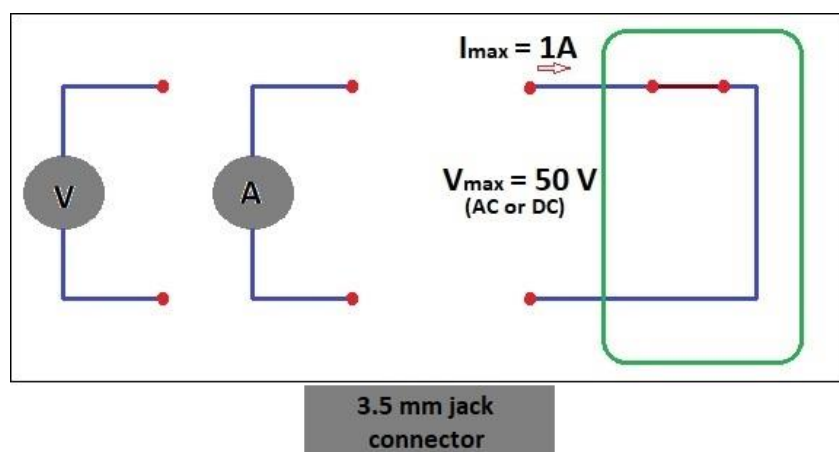 Imax = 1A
V
A
Vmax = 50 V
(AC or DC)
3.5 mm jack
connector